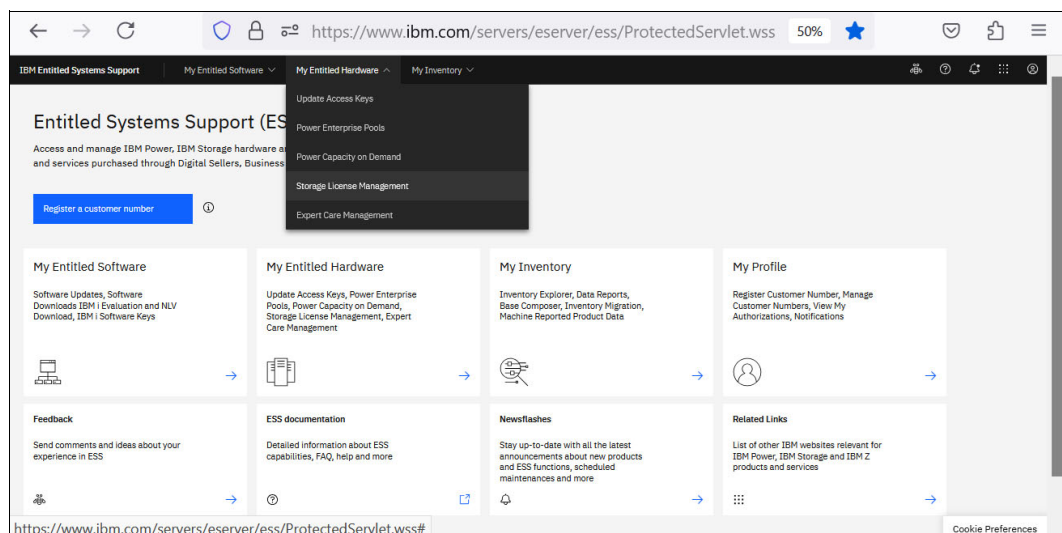 https://www.ibm.com/servers/eserver/ess/ProtectedServlet.wss 50%
IBM Entitled Systems Support My Entitled Software My Entitled Hardware My Inventory
Update Access Keys
Power Enterprise Pools
Power Capacity on Demand
Storage License Management
Expert Care Management
Entitled Systems Support (ES
Access and manage IBM Power, IBM Storage hardware a
and services purchased through Digital Sellers, Business
Register a customer number
My Entitled Software
Software Updates, Software
Downloads IBM i Evaluation and NLV
Download, IBM i Software Keys
My Entitled Hardware
Update Access Keys, Power Enterprise
Pools, Power Capacity on Demand,
Storage License Management, Expert
Care Management
My Inventory
Inventory Explorer, Data Reports,
Base Composer, Inventory Migration,
Machine Reported Product Data
My Profile
Register Customer Number, Manage
Customer Numbers, View My
Authorizations, Notifications
Feedback
Send comments and ideas about your
experience in ESS
ESS documentation
Detailed information about ESS
capabilities, FAQ, help and more
Newsflashes
Stay up-to-date with all the latest
announcements about new products
and ESS functions, scheduled
maintenances and more
Related Links
List of other IBM websites relevant for
IBM Power, IBM Storage and IBM Z
products and services
https://www.ibm.com/servers/eserver/ess/ProtectedServlet.wss#
Cookie Preferences